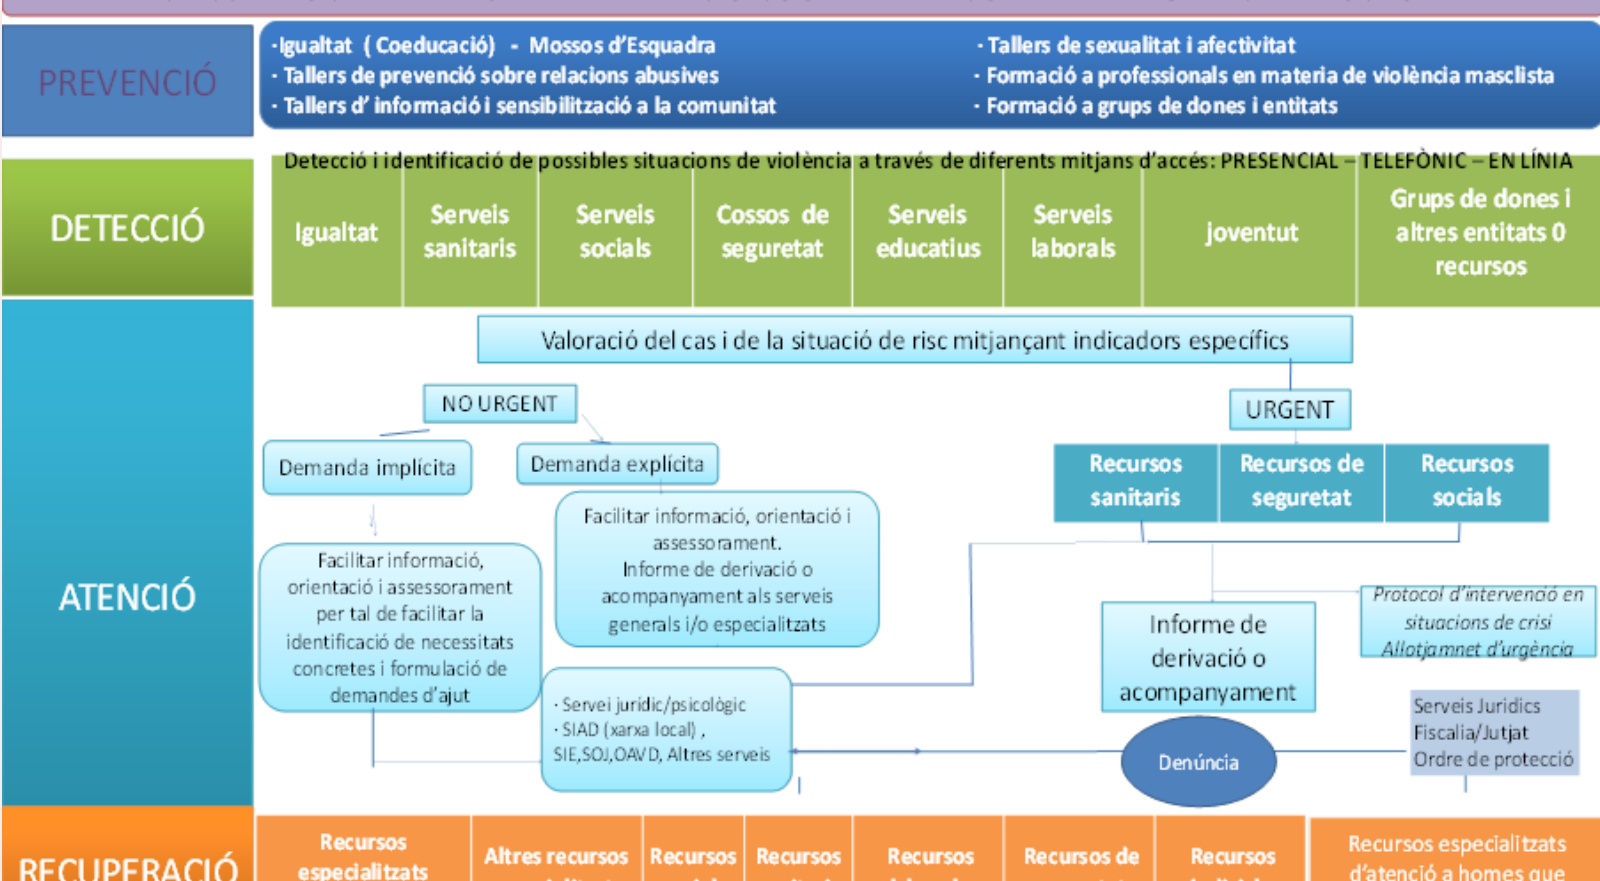 PREVENCIÓ
·Igualtat ( Coeducació) - Mossos d'Esquadra
· Tallers de prevenció sobre relacions abusives
· Tallers d' informació i sensibilització a la comunitat
· Tallers de sexualitat i afectivitat
· Formació a professionals en materia de violència masclista
· Formació a grups de dones i entitats
Detecció i identificació de possibles situacions de violència a través de diferents mitjans d'accés: PRESENCIAL – TELEFÒNIC – EN LÍNIA
DETECCIÓ
Igualtat
Serveis
sanitaris
Serveis
socials
Cossos de
seguretat
Serveis
educatius
Serveis
laborals
joventut
Grups de dones i
altres entitats 0
recursos
ATENCIÓ
Valoració del cas i de la situació de risc mitjançant indicadors específics
NO URGENT
URGENT
Demanda implícita
Demanda explícita
Recursos
sanitaris
Recursos de
seguretat
Recursos
socials
Facilitar informació,
orientació i assessorament
per tal de facilitar la
identificació de necessitats
concretes i formulació de
demandes d'ajut
Facilitar informació, orientació i
assessorament.
Informe de derivació o
acompanyament als serveis
generals i/o especialitzats
Protocol d'intervenció en
situacions de crisi
Allotjamnet d'urgència
Informe de
derivació o
acompanyament
· Servei jurídic/psicològic
· SIAD (xarxa local) ,
SIE,SOJ,OAVD, Altres serveis
Denúncia
Serveis Juridics
Fiscalia/Jutjat
Ordre de protecció
RECUPERACIÓ
Recursos
especialitzats
Altres recursos
Recursos
Recursos
Recursos
Recursos de
Recursos
Recursos especialitzats
d'atenció a homes que